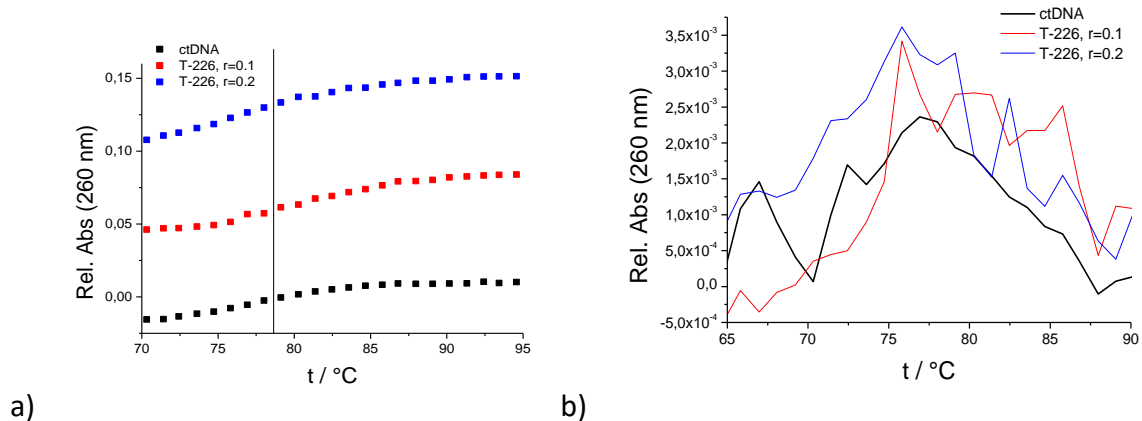 ctDNA
T-226, r=0.1
T-226, r=0.2
0,15
0,10
0,05
0,00
Rel. Abs (260 nm)
70 75 80 85 90 95
t / °C
a)
ctDNA
T-226, r=0.1
T-226, r=0.2
3,5x10⁻³
3,0x10⁻³
2,5x10⁻³
2,0x10⁻³
1,5x10⁻³
1,0x10⁻³
5,0x10⁻⁴
0,0
-5,0x10⁻⁴
Rel. Abs (260 nm)
65 70 75 80 85 90
t / °C
b)